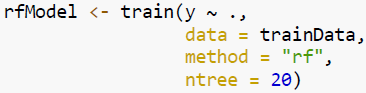 rfModel <- train(y ~ .,
data = trainData,
method = "rf",
ntree = 20)